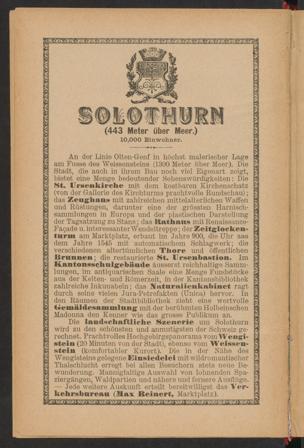 SOLOTHURN
(443 Meter über Meer.)
10,000 Einwohner.
An der Linie Olten-Genf in höchst malerischer Lage
am Fusse des Weissensteins (1300 Meter über Meer). Die
Stadt, die auch in ihrem Bau noch viel Eigenart zeigt,
bietet eine Menge bedeutender Sehenswürdigkeiten: Die
St. Ursenkirche mit dem kostbaren Kirchenschatz
(von der Gallerie des Kirchturms prachtvolle Rundschau),
das Zeughaus mit zahlreichen mittelalterlichen Waffen
und Rüstungen, darunter eine der grössten Harnisch-
sammlungen in Europa und der plastischen Darstellung
der Tagsatzung zu Stans; das Rathaus mit Renaissance-
Façade u. interessanter Wendeltreppe; der Zeitglocken-
turm am Marktplatz, erbaut im Jahre 900, die Uhr aus
dem Jahre 1545 mit automatischem Schlagwerk; die
verschiedenen altertümlichen Thore und öffentlichen
Brunnen; die restaurierte St. Ursenbastion. Im
Kantonsschulgebäude äusserst reichhaltige Samm-
lungen, im antiquarischen Saale eine Menge Fundstücke
aus der Kelten- und Römerzeit, in der Kantonsbibliothek
zahlreiche Inkunabeln; das Naturalienkabinet ragt
durch seine vielen Jura-Petrefakten (Unica) hervor. In
den Räumen der Stadtbibliothek zieht eine wertvolle
Gemäldesammlung mit der berühmten Holbeinschen
Madonna den Kenner wie das grosse Publikum an.
Die landschaftliche Szenerie um Solothurn
wird zu den schönsten und anmutigsten der Schweiz ge-
rechnet. Prachtvolles Hochgebirgspanorama vom Wengi-
stein (20 Minuten von der Stadt), ebenso vom Weissen-
stein (komfortabler Kurort). Die in der Nähe des
Wengisteins gelegene Einsiedelei mit wildromantischer
Thalschlucht erregt bei allen Besuchern stets neue Be-
wunderung. Mannigfaltige Auswahl von lohnenden Spa-
ziergängen, Waldpartien und nähern und fernern Ausflüge.
— Jede weitere Auskunft erteilt bereitwilligst das Ver-
kehrsbureau (Max Reinert, Marktplatz).